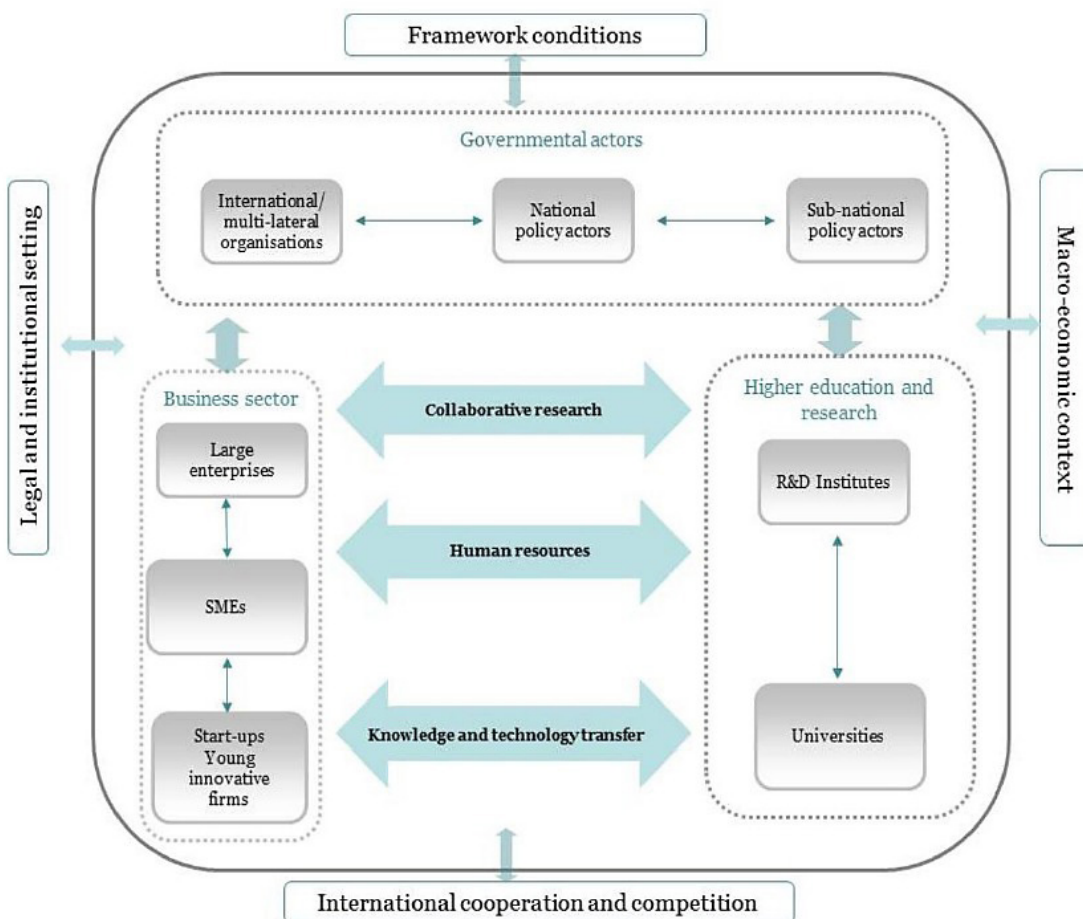 Framework conditions
Governmental actors
International/
multi-lateral
organisations
National
policy actors
Sub-national
policy actors
Legal and institutional setting
Macro-economic context
Business sector
Large
enterprises
SMEs
Start-ups
Young
innovative
firms
Collaborative research
Human resources
Knowledge and technology transfer
Higher education and
research
R&D Institutes
Universities
International cooperation and competition